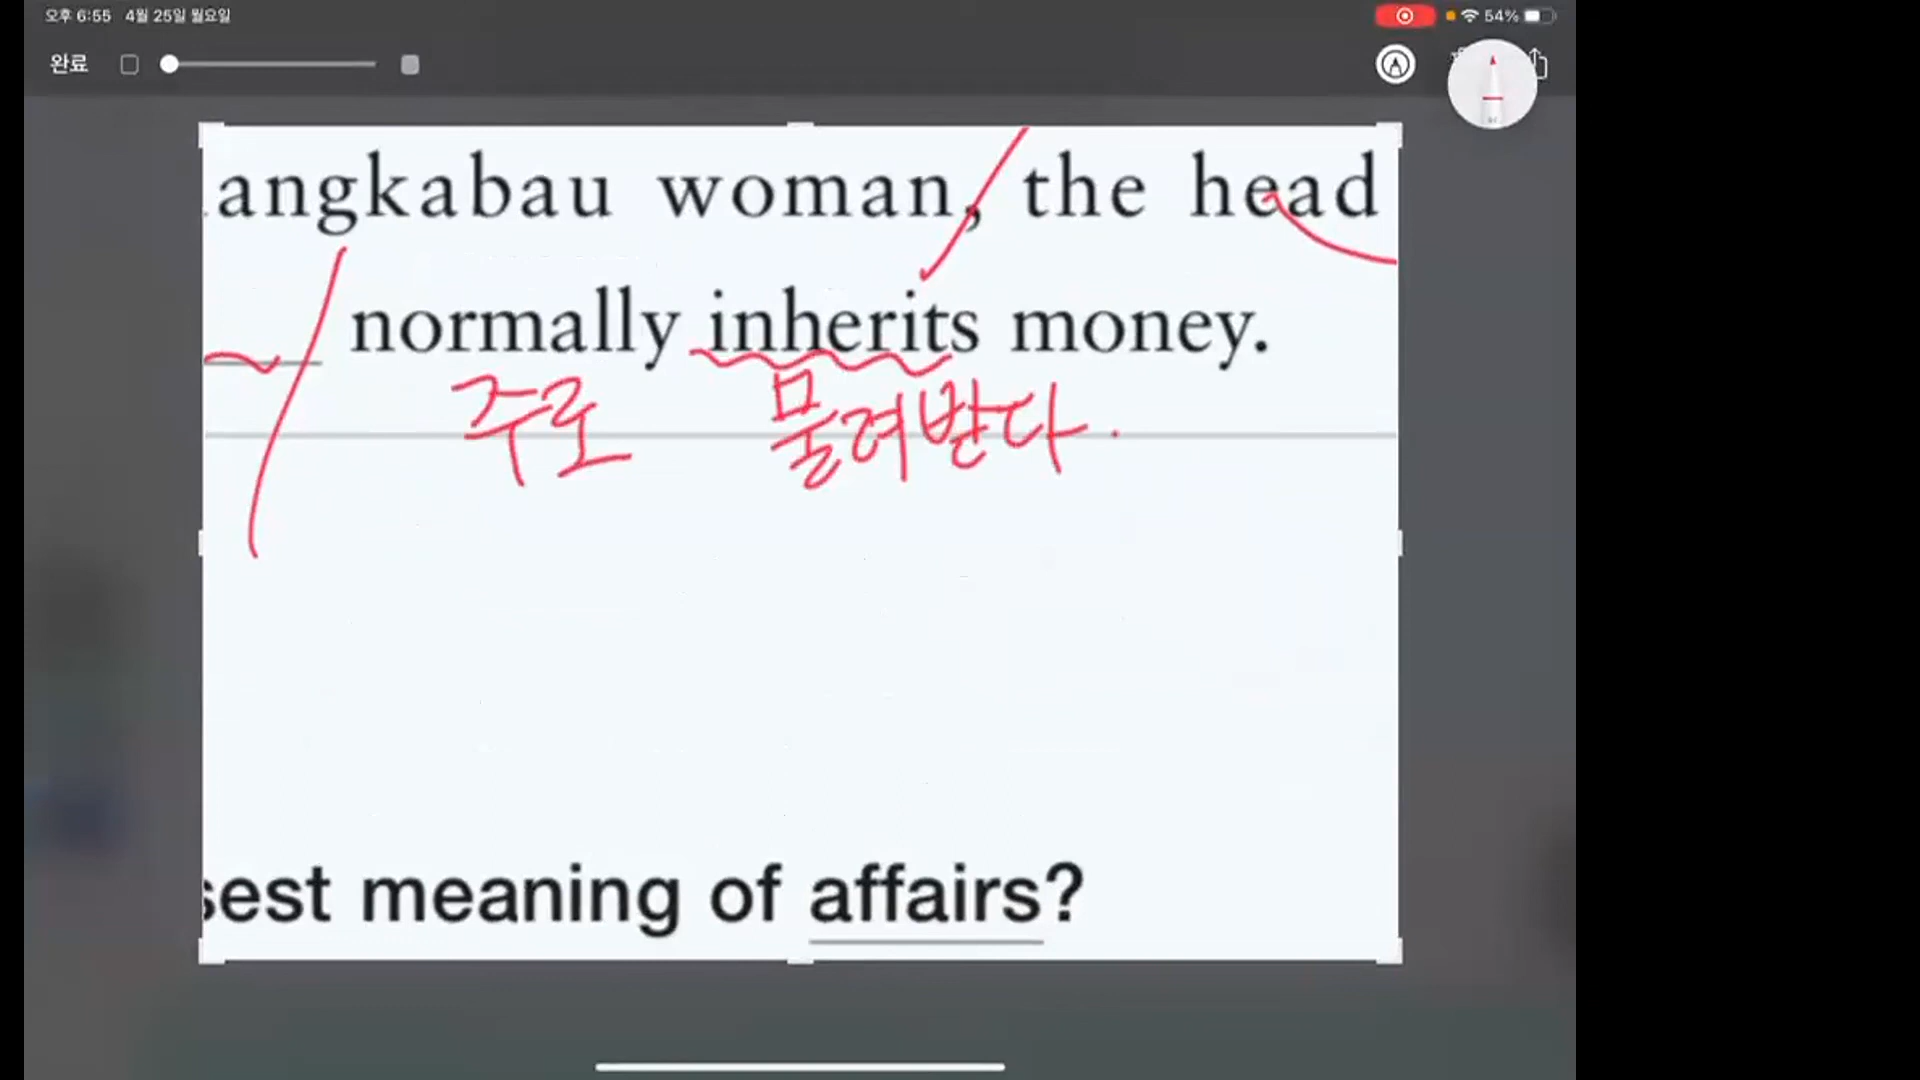 오후 6:55 4월 25일 월요일
54%
완료
angkabau woman, the head
normally inherits money.
주로 물려받다.
sest meaning of affairs?